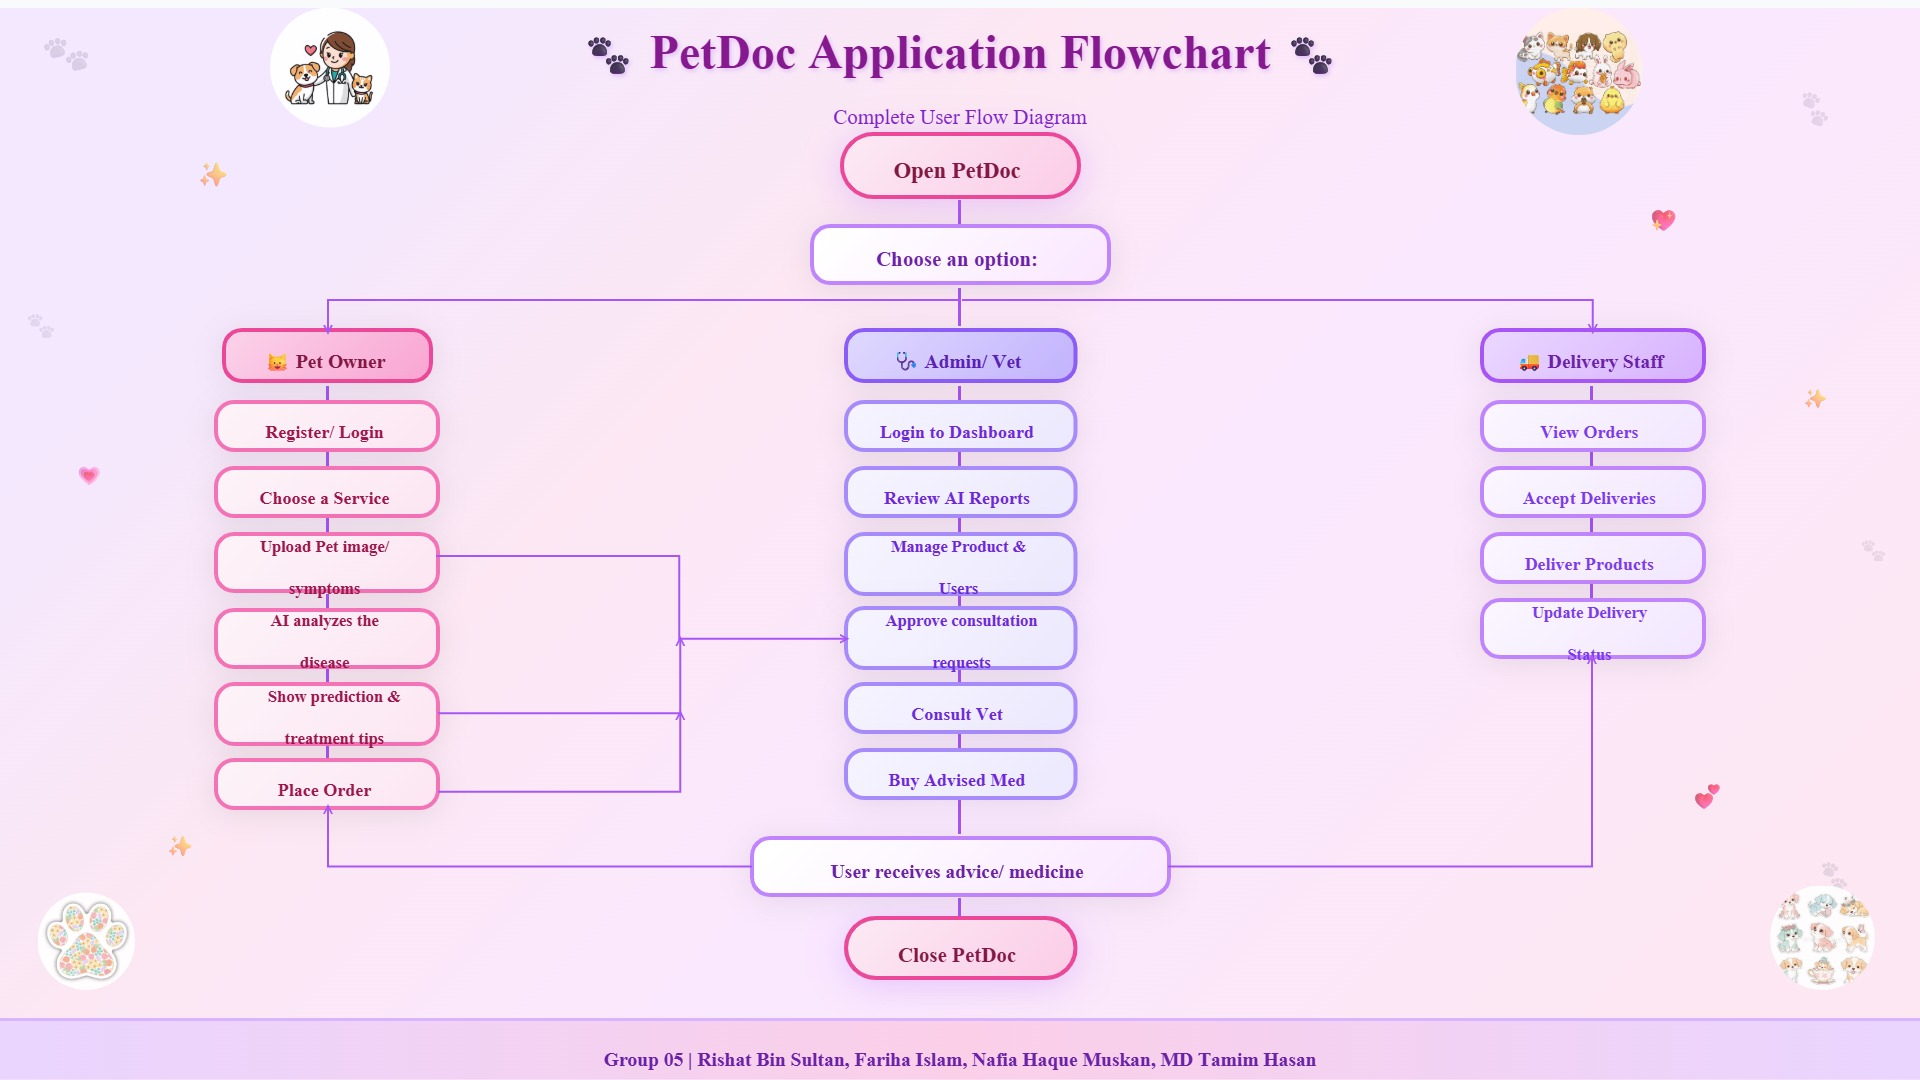 PetDoc Application Flowchart
Complete User Flow Diagram
Open PetDoc
Choose an option:
Pet Owner
Register/ Login
Choose a Service
Upload Pet image/
symptoms
AI analyzes the
disease
Show prediction &
treatment tips
Place Order
Admin/ Vet
Login to Dashboard
Review AI Reports
Manage Product &
Users
Approve consultation
requests
Consult Vet
Buy Advised Med
Delivery Staff
View Orders
Accept Deliveries
Deliver Products
Update Delivery
Status
User receives advice/ medicine
Close PetDoc
Group 05 | Rishat Bin Sultan, Fariha Islam, Nafia Haque Muskan, MD Tamim Hasan